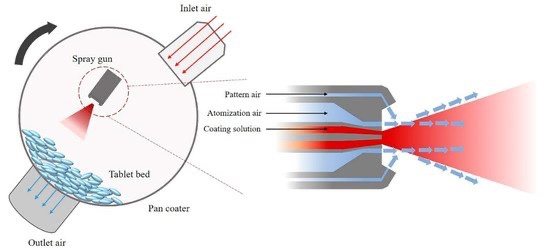 Inlet air
Spray gun
Pattern air
Atomization air
Coating solution
Tablet bed
Pan coater
Outlet air